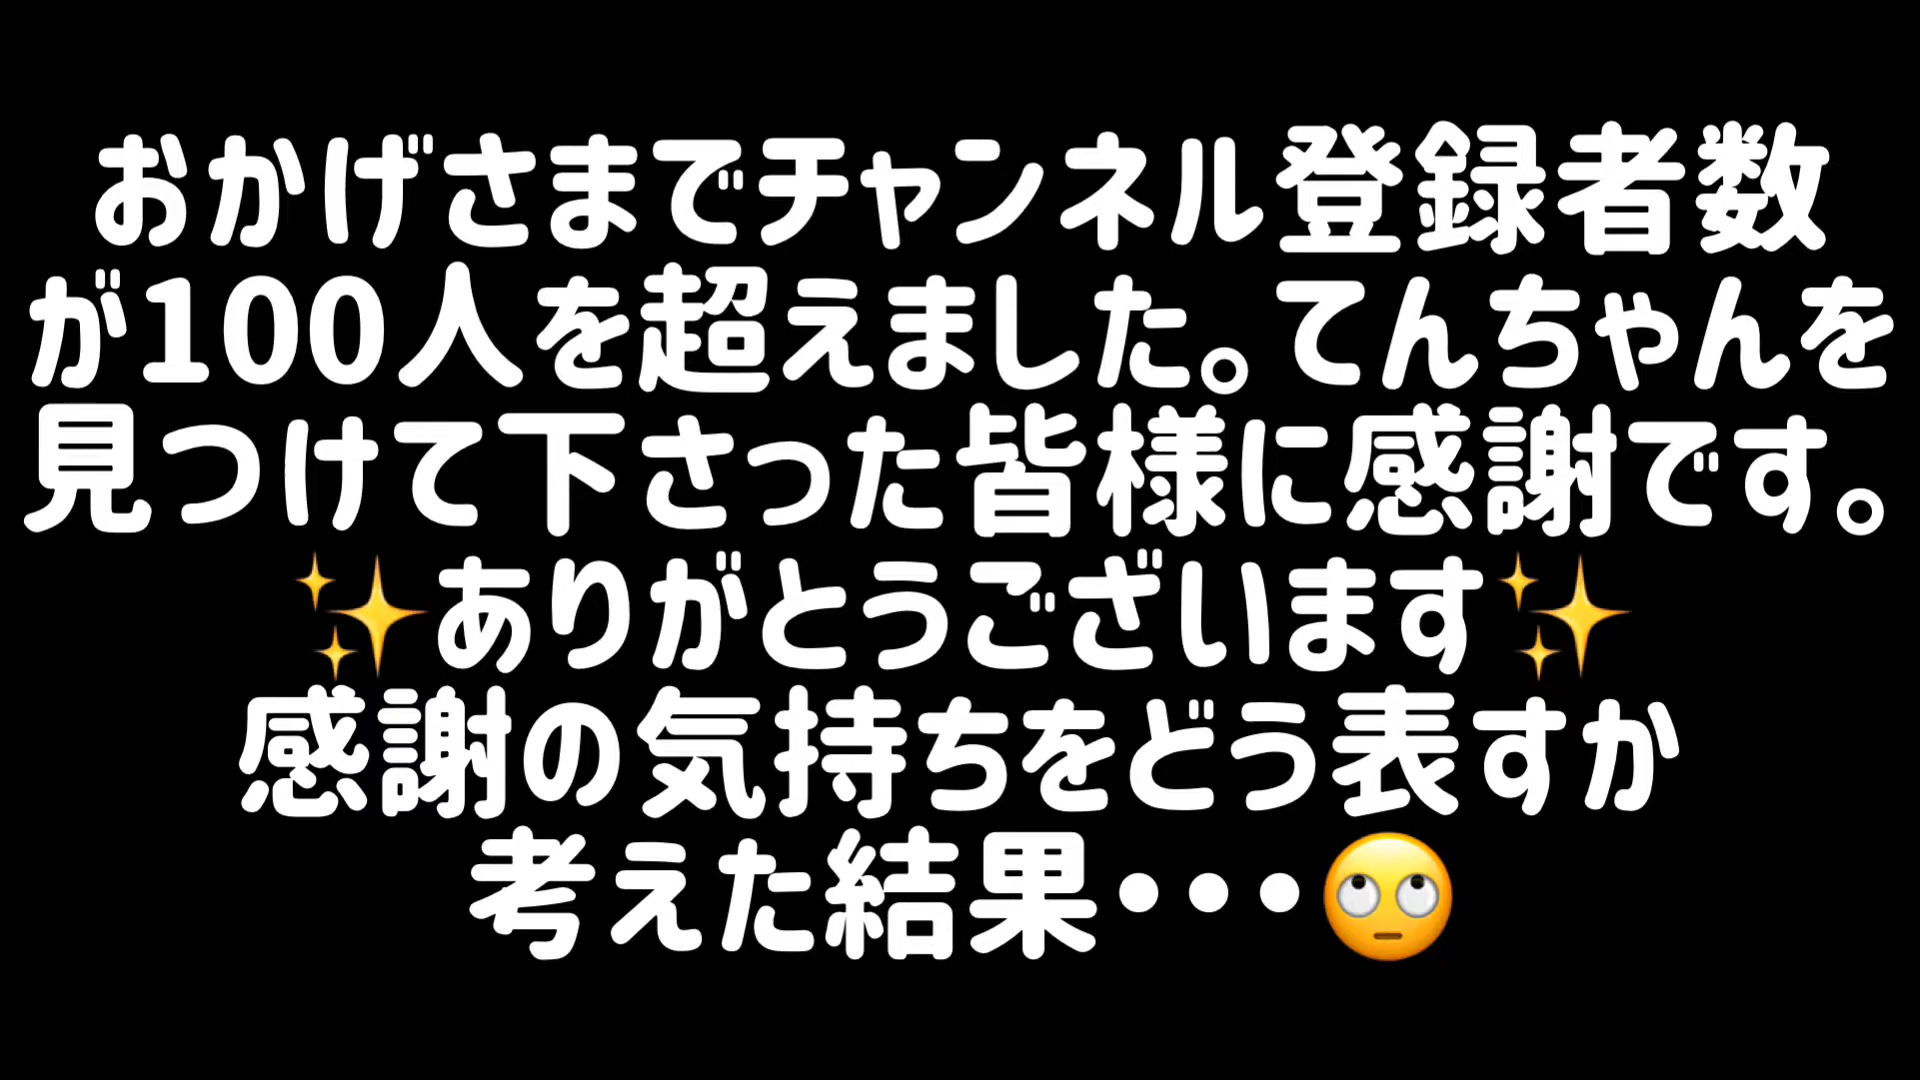 おかげさまでチャンネル登録者数
が100人を超えました。てんちゃんを
見つけて下さった皆様に感謝です。
✨ありがとうございます✨
感謝の気持ちをどう表すか
考えた結果・・・🙄